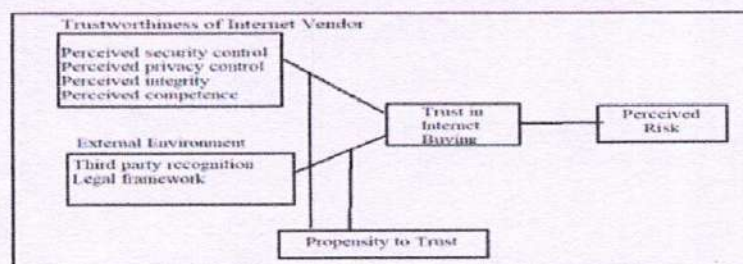 Trustworthiness of Internet Vendor
Perceived security control
Perceived privacy control
Perceived integrity
Perceived competence
External Environment
Third party recognition
Legal framework
Trust in
Internet
Buying
Perceived
Risk
Propensity to Trust